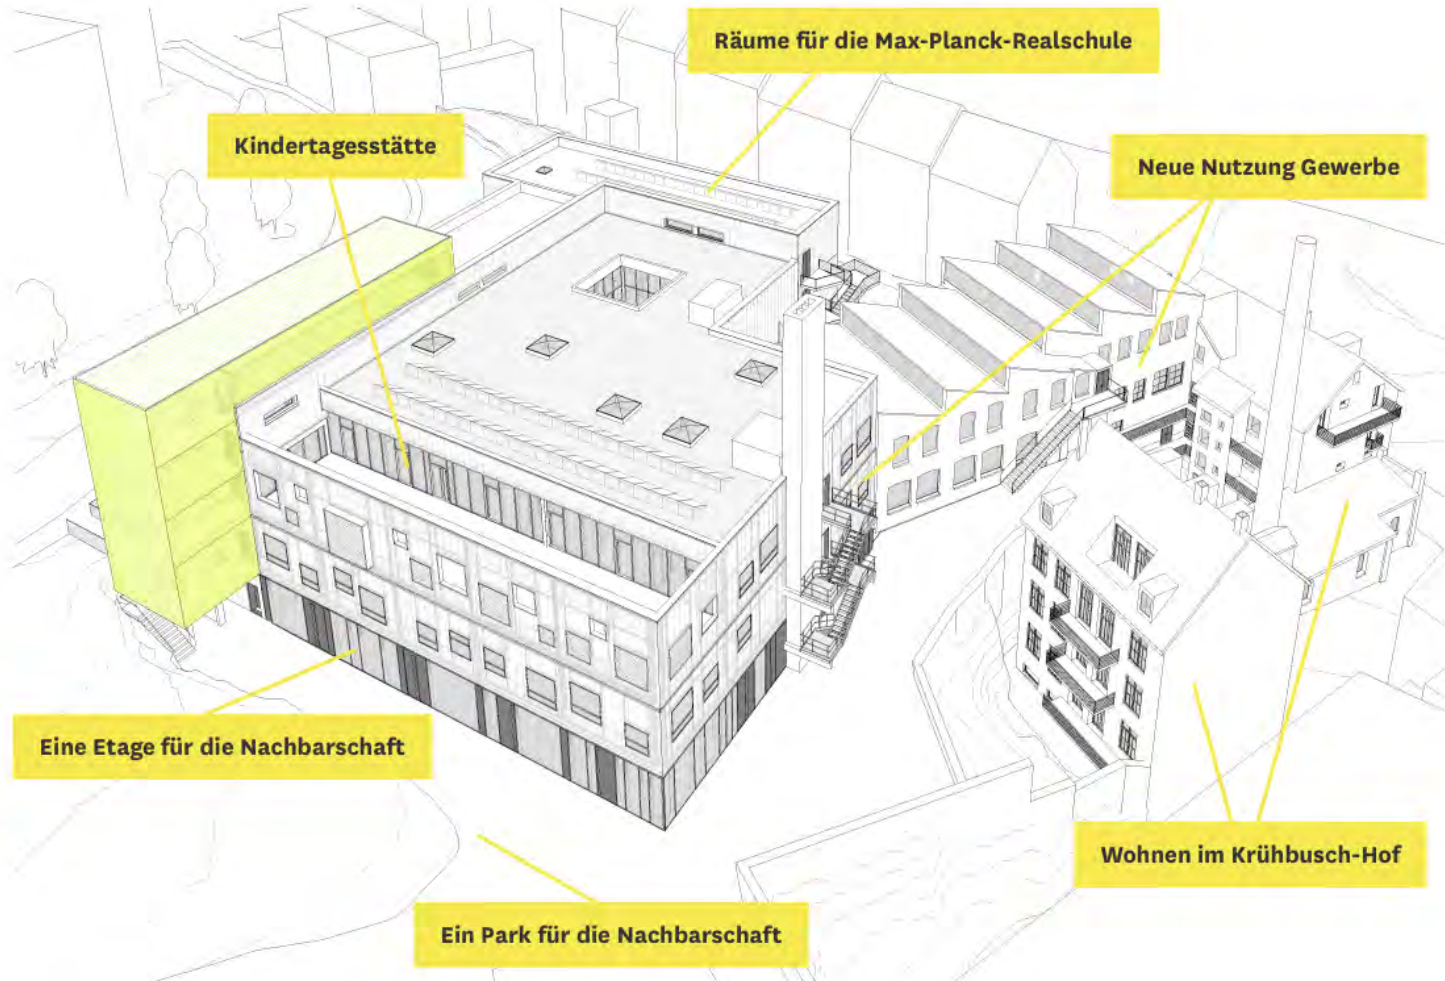 Räume für die Max-Planck-Realschule
Kindertagesstätte
Neue Nutzung Gewerbe
Eine Etage für die Nachbarschaft
Wohnen im Krühbusch-Hof
Ein Park für die Nachbarschaft